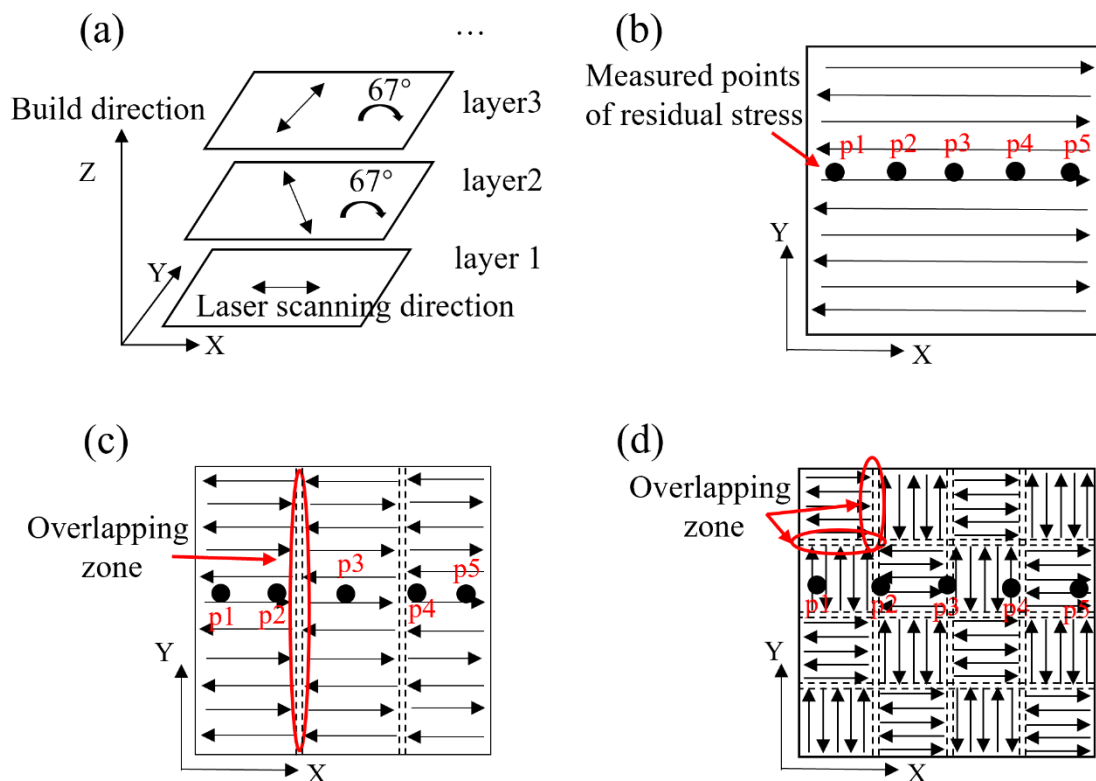 (a)
...
Build direction
67°
layer3
Z
67°
layer2
Y
layer 1
Laser scanning direction
X
(b)
Measured points
of residual stress
p1 p2 p3 p4 p5
Y
X
(c)
Overlapping
zone
p3
p5
p1 p2
p4
Y
X
(d)
Overlapping
zone
p1 p2 p3 p4 p5
Y
X